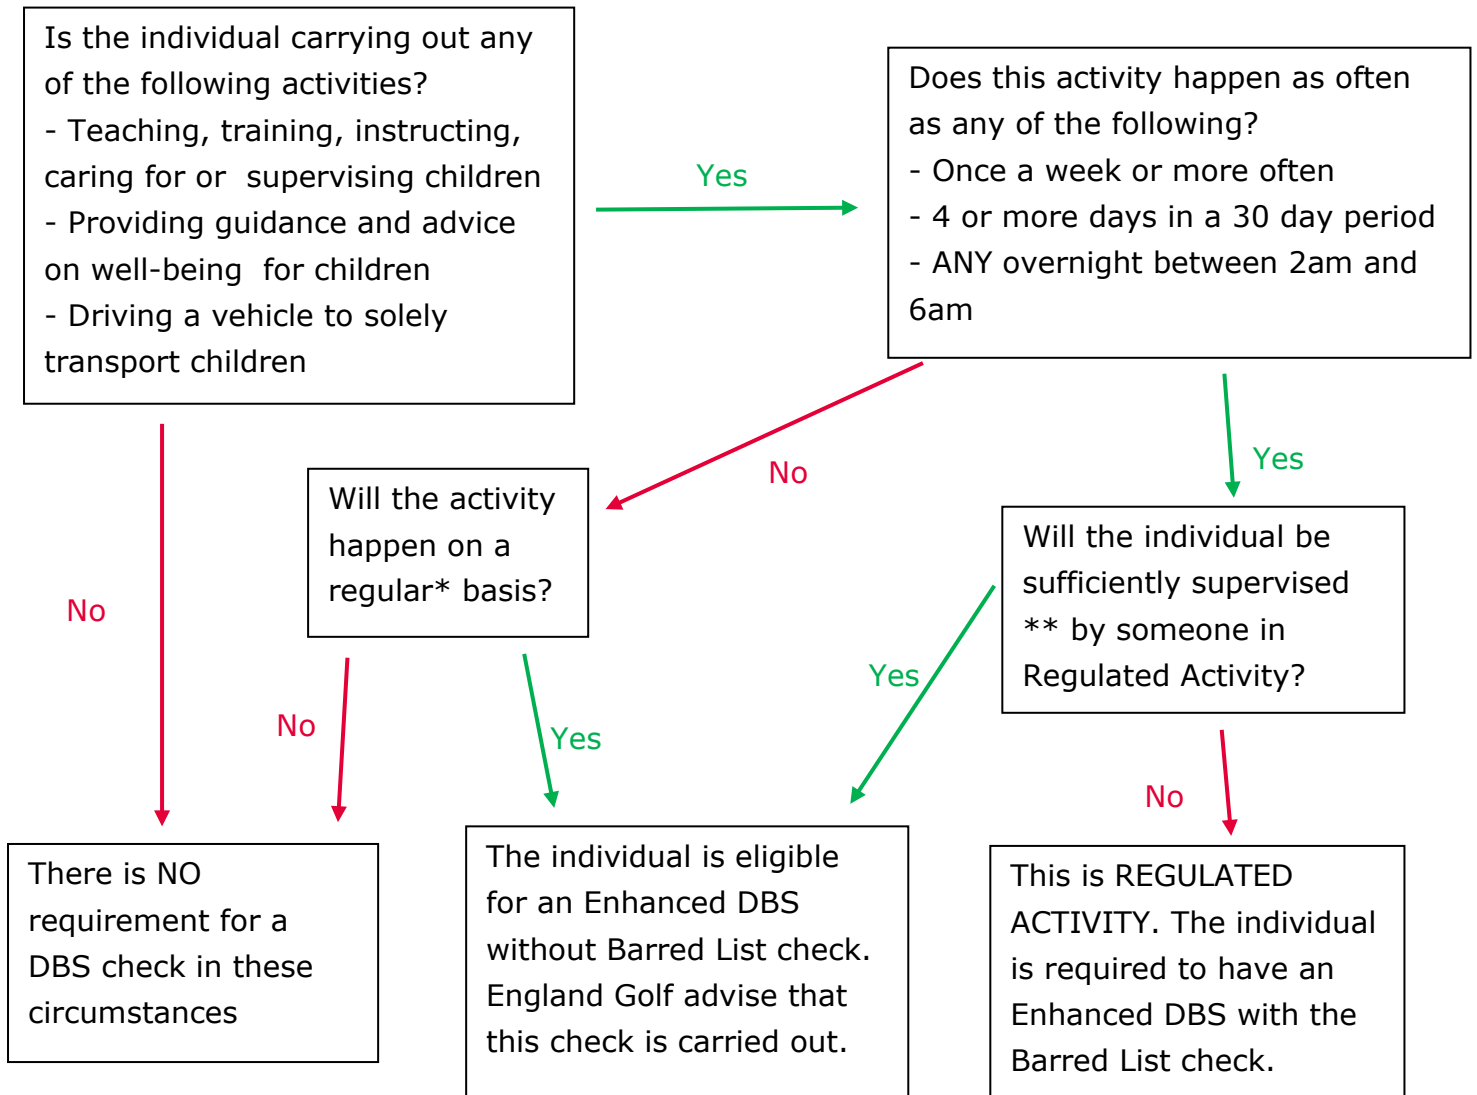 Is the individual carrying out any
of the following activities?
- Teaching, training, instructing,
caring for or  supervising children
- Providing guidance and advice
on well-being  for children
- Driving a vehicle to solely
transport children
Yes
Does this activity happen as often
as any of the following?
- Once a week or more often
- 4 or more days in a 30 day period
- ANY overnight between 2am and
6am
No
No
Yes
Will the activity
happen on a
regular* basis?
Will the individual be
sufficiently supervised
** by someone in
Regulated Activity?
No
Yes
Yes
No
There is NO
requirement for a
DBS check in these
circumstances
The individual is eligible
for an Enhanced DBS
without Barred List check.
England Golf advise that
this check is carried out.
This is REGULATED
ACTIVITY. The individual
is required to have an
Enhanced DBS with the
Barred List check.